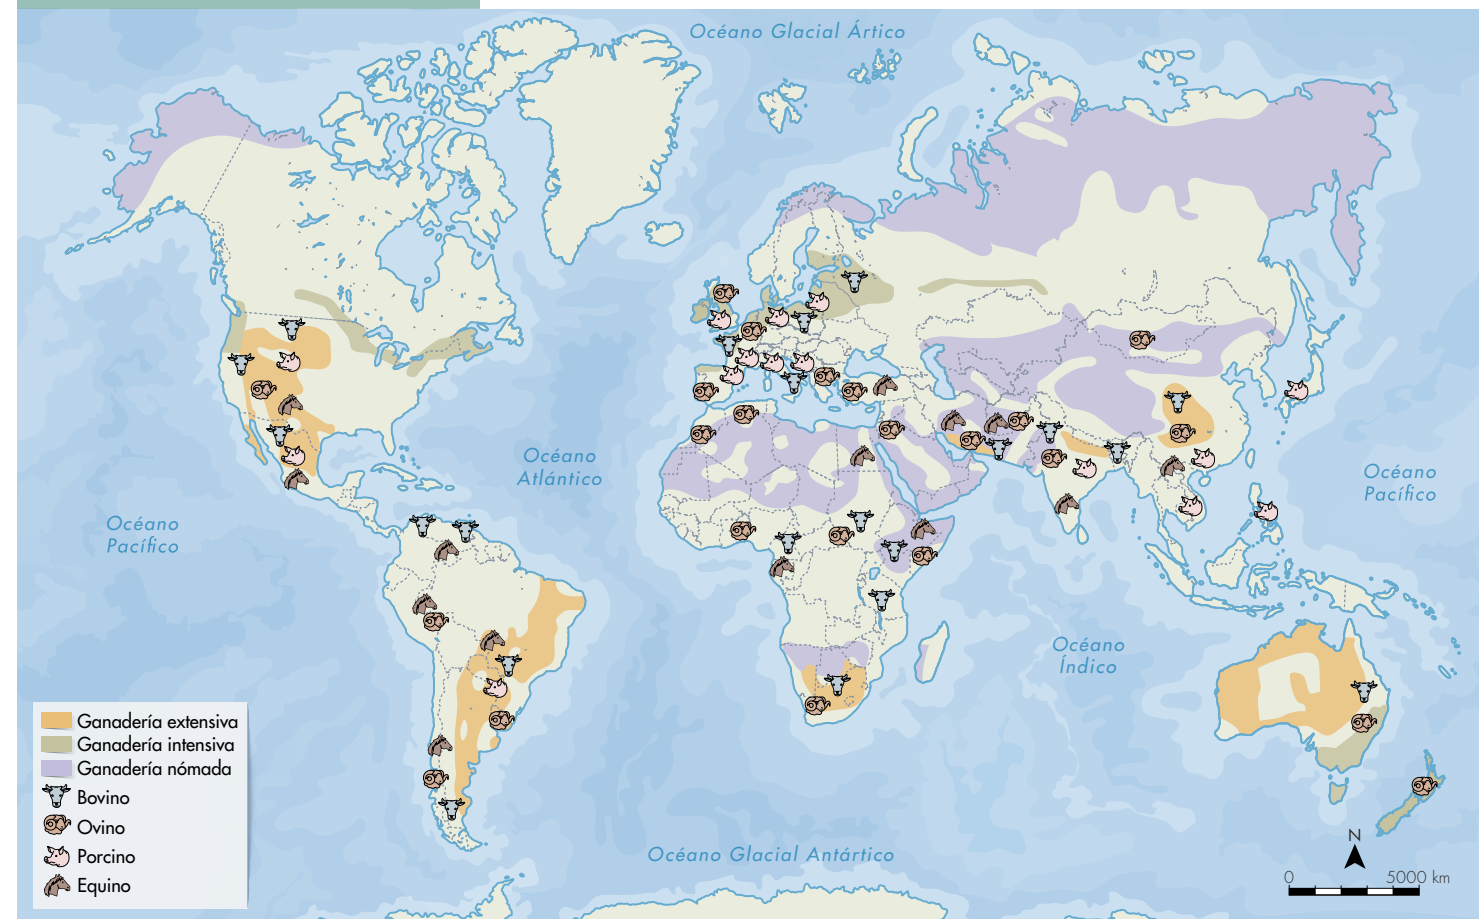 Océano Glacial Ártico
Océano
Atlántico
Océano
Pacífico
Océano
Pacífico
Océano
Índico
Ganadería extensiva
Ganadería intensiva
Ganadería nómada
Bovino
Ovino
Porcino
Equino
Océano Glacial Antártico
N
0 5000 km